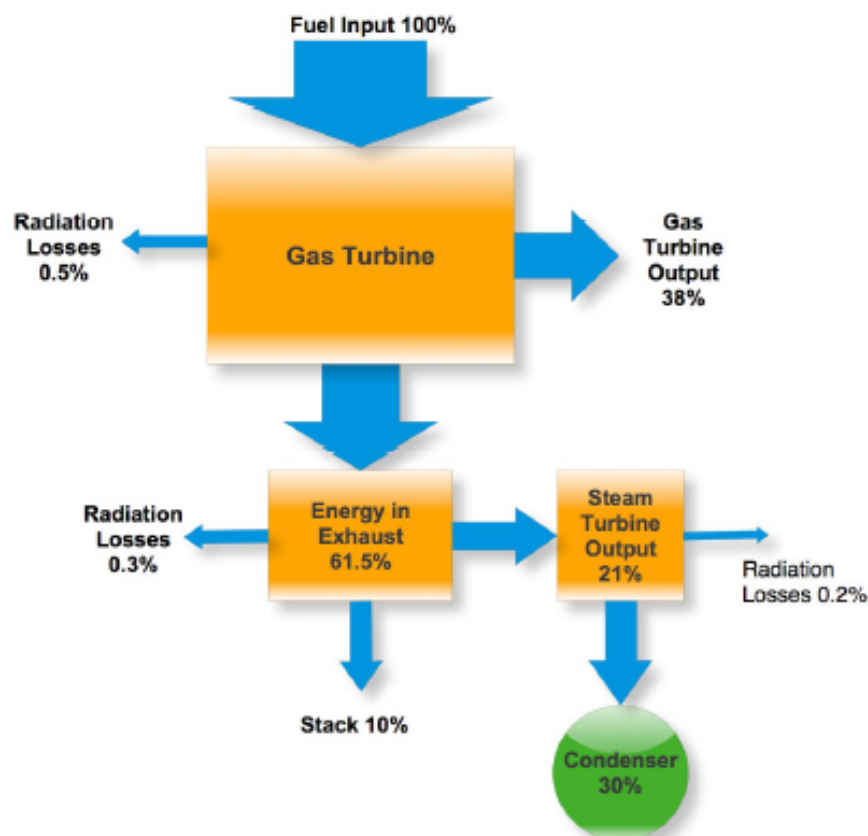 Fuel Input 100%
Radiation
Losses
0.5%
Gas Turbine
Gas
Turbine
Output
38%
Radiation
Losses
0.3%
Energy in
Exhaust
61.5%
Steam
Turbine
Output
21%
Radiation
Losses 0.2%
Stack 10%
Condenser
30%